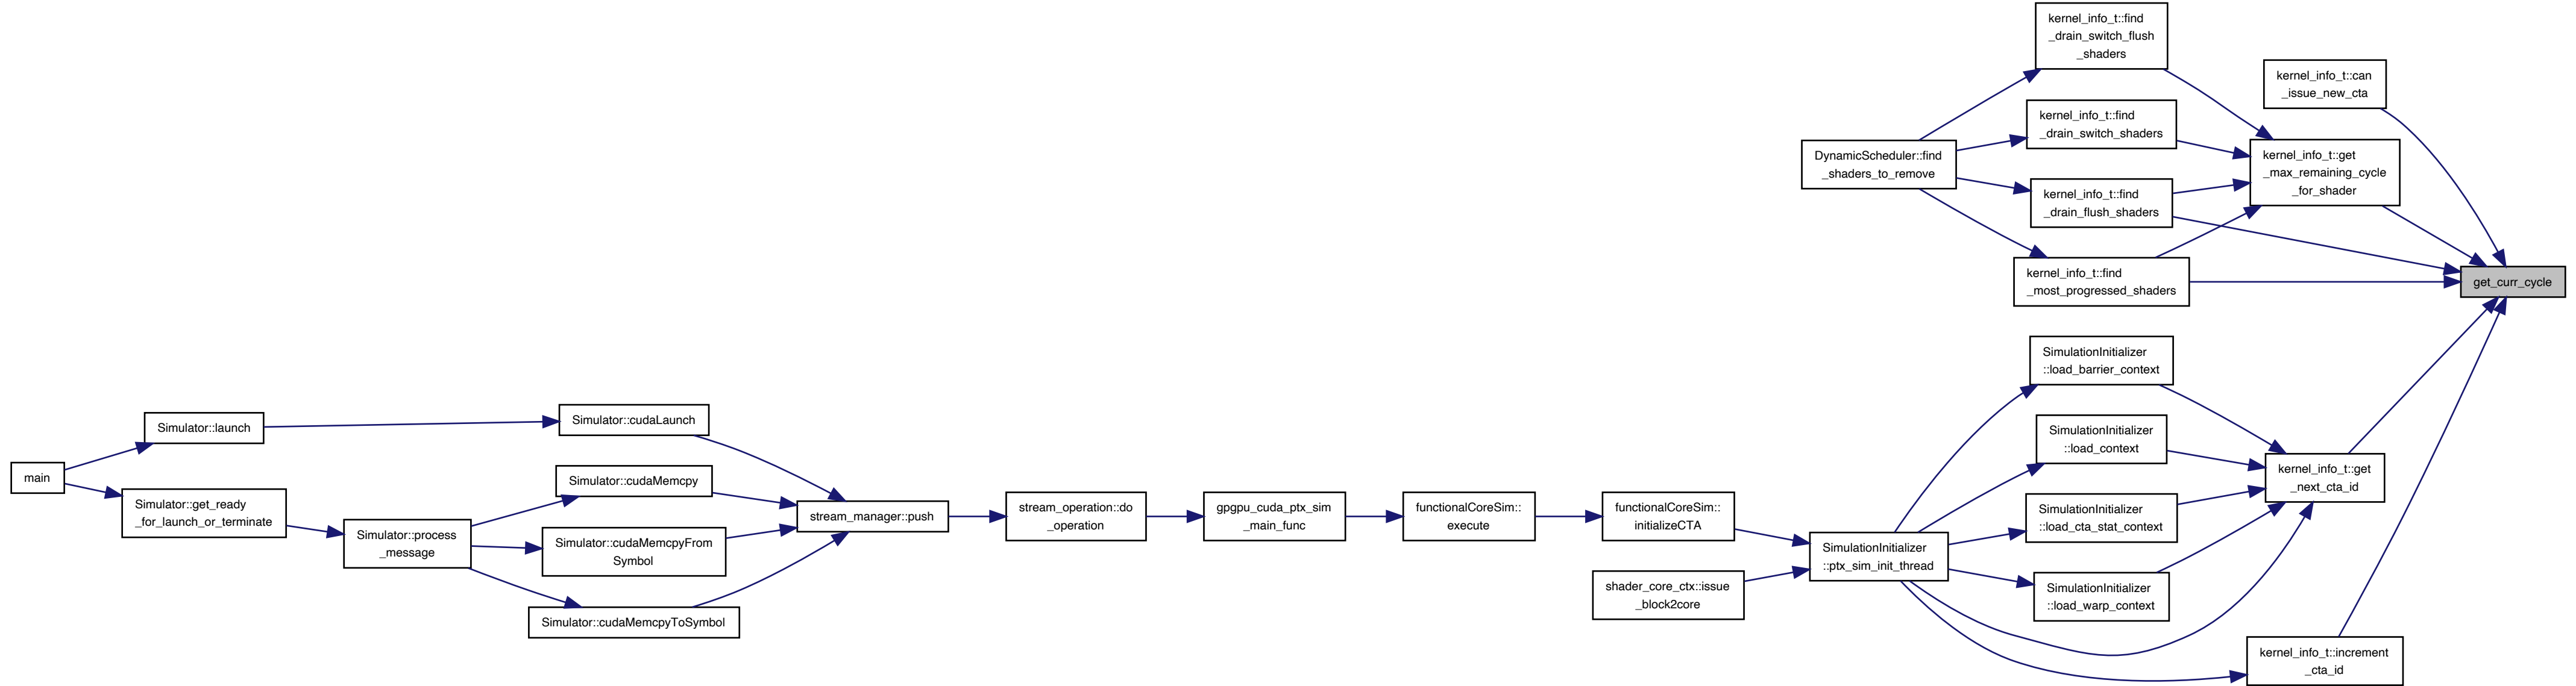 kernel_info_t::find
_drain_switch_flush
_shaders
kernel_info_t::can
_issue_new_cta
kernel_info_t::find
_drain_switch_shaders
DynamicScheduler::find
_shaders_to_remove
kernel_info_t::get
_max_remaining_cycle
_for_shader
kernel_info_t::find
_drain_flush_shaders
kernel_info_t::find
_most_progressed_shaders
get_curr_cycle
SimulationInitializer
::load_barrier_context
Simulator::launch
Simulator::cudaLaunch
SimulationInitializer
::load_context
main
Simulator::get_ready
_for_launch_or_terminate
Simulator::process
_message
Simulator::cudaMemcpy
Simulator::cudaMemcpyFrom
Symbol
Simulator::cudaMemcpyToSymbol
stream_manager::push
stream_operation::do
_operation
gpgpu_cuda_ptx_sim
_main_func
functionalCoreSim::
execute
functionalCoreSim::
initializeCTA
shader_core_ctx::issue
_block2core
SimulationInitializer
::ptx_sim_init_thread
SimulationInitializer
::load_cta_stat_context
SimulationInitializer
::load_warp_context
kernel_info_t::get
_next_cta_id
kernel_info_t::increment
_cta_id